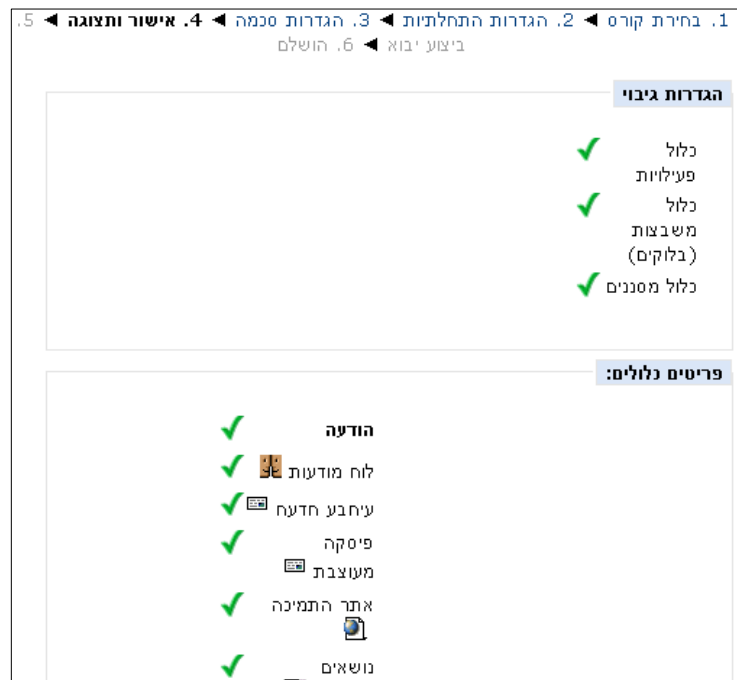 1. בחירת קורס ◄ 2. הגדרות התחלתיות ◄ 3. הגדרות סכמה ◄ 4. אישור ותצוגה ◄ 5.
ביצוע יבוא ◄ 6. הושלם
הגדרות גיבוי
כלול
פעילויות
כלול
משבצות
(בלוקים)
כלול מסננים
פריטים כלולים:
הודעה
לוח מודעות
עיחבע חדעח
פיסקה
מעוצבת
אתר התמיכה
נושאים